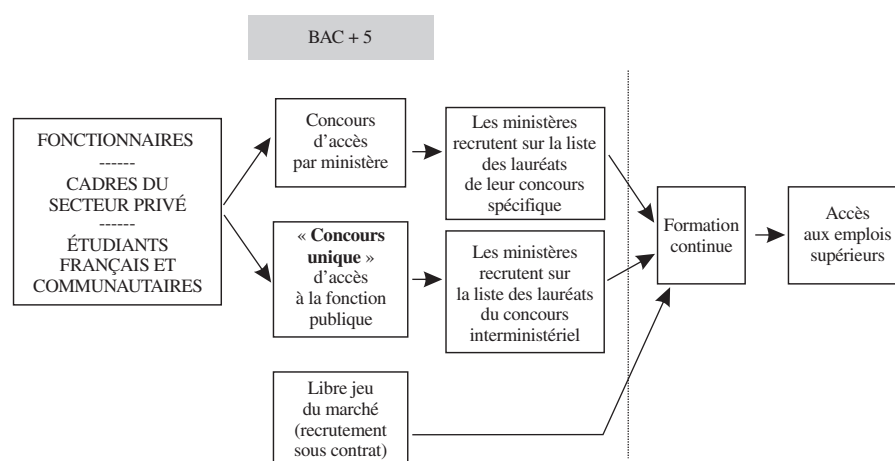 BAC + 5
FONCTIONNAIRES
------
CADRES DU
SECTEUR PRIVÉ
------
ÉTUDIANTS
FRANÇAIS ET
COMMUNAUTAIRES
Concours
d’accès
par ministère
Les ministères
recrutent sur la liste
des lauréats
de leur concours
spécifique
« Concours
unique »
d’accès
à la fonction
publique
Les ministères
recrutent sur
la liste des lauréats
du concours
interministériel
Libre jeu
du marché
(recrutement
sous contrat)
Formation
continue
Accès
aux emplois
supérieurs